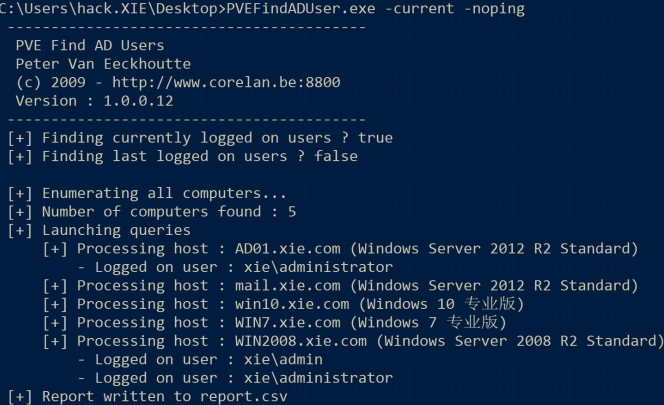 C:\Users\hack.XIE\Desktop>PVEFindADUser.exe -current -noping
-----------------------------------------
PVE Find AD Users
Peter Van Eeckhoutte
(c) 2009 - http://www.corelan.be:8800
Version : 1.0.0.12
-----------------------------------------
[+] Finding currently logged on users ? true
[+] Finding last logged on users ? false
[+] Enumerating all computers...
[+] Number of computers found : 5
[+] Launching queries
[+] Processing host : AD01.xie.com (Windows Server 2012 R2 Standard)
- Logged on user : xie\administrator
[+] Processing host : mail.xie.com (Windows Server 2012 R2 Standard)
[+] Processing host : win10.xie.com (Windows 10 专业版)
[+] Processing host : WIN7.xie.com (Windows 7 专业版)
[+] Processing host : WIN2008.xie.com (Windows Server 2008 R2 Standard)
- Logged on user : xie\admin
- Logged on user : xie\administrator
[+] Report written to report.csv